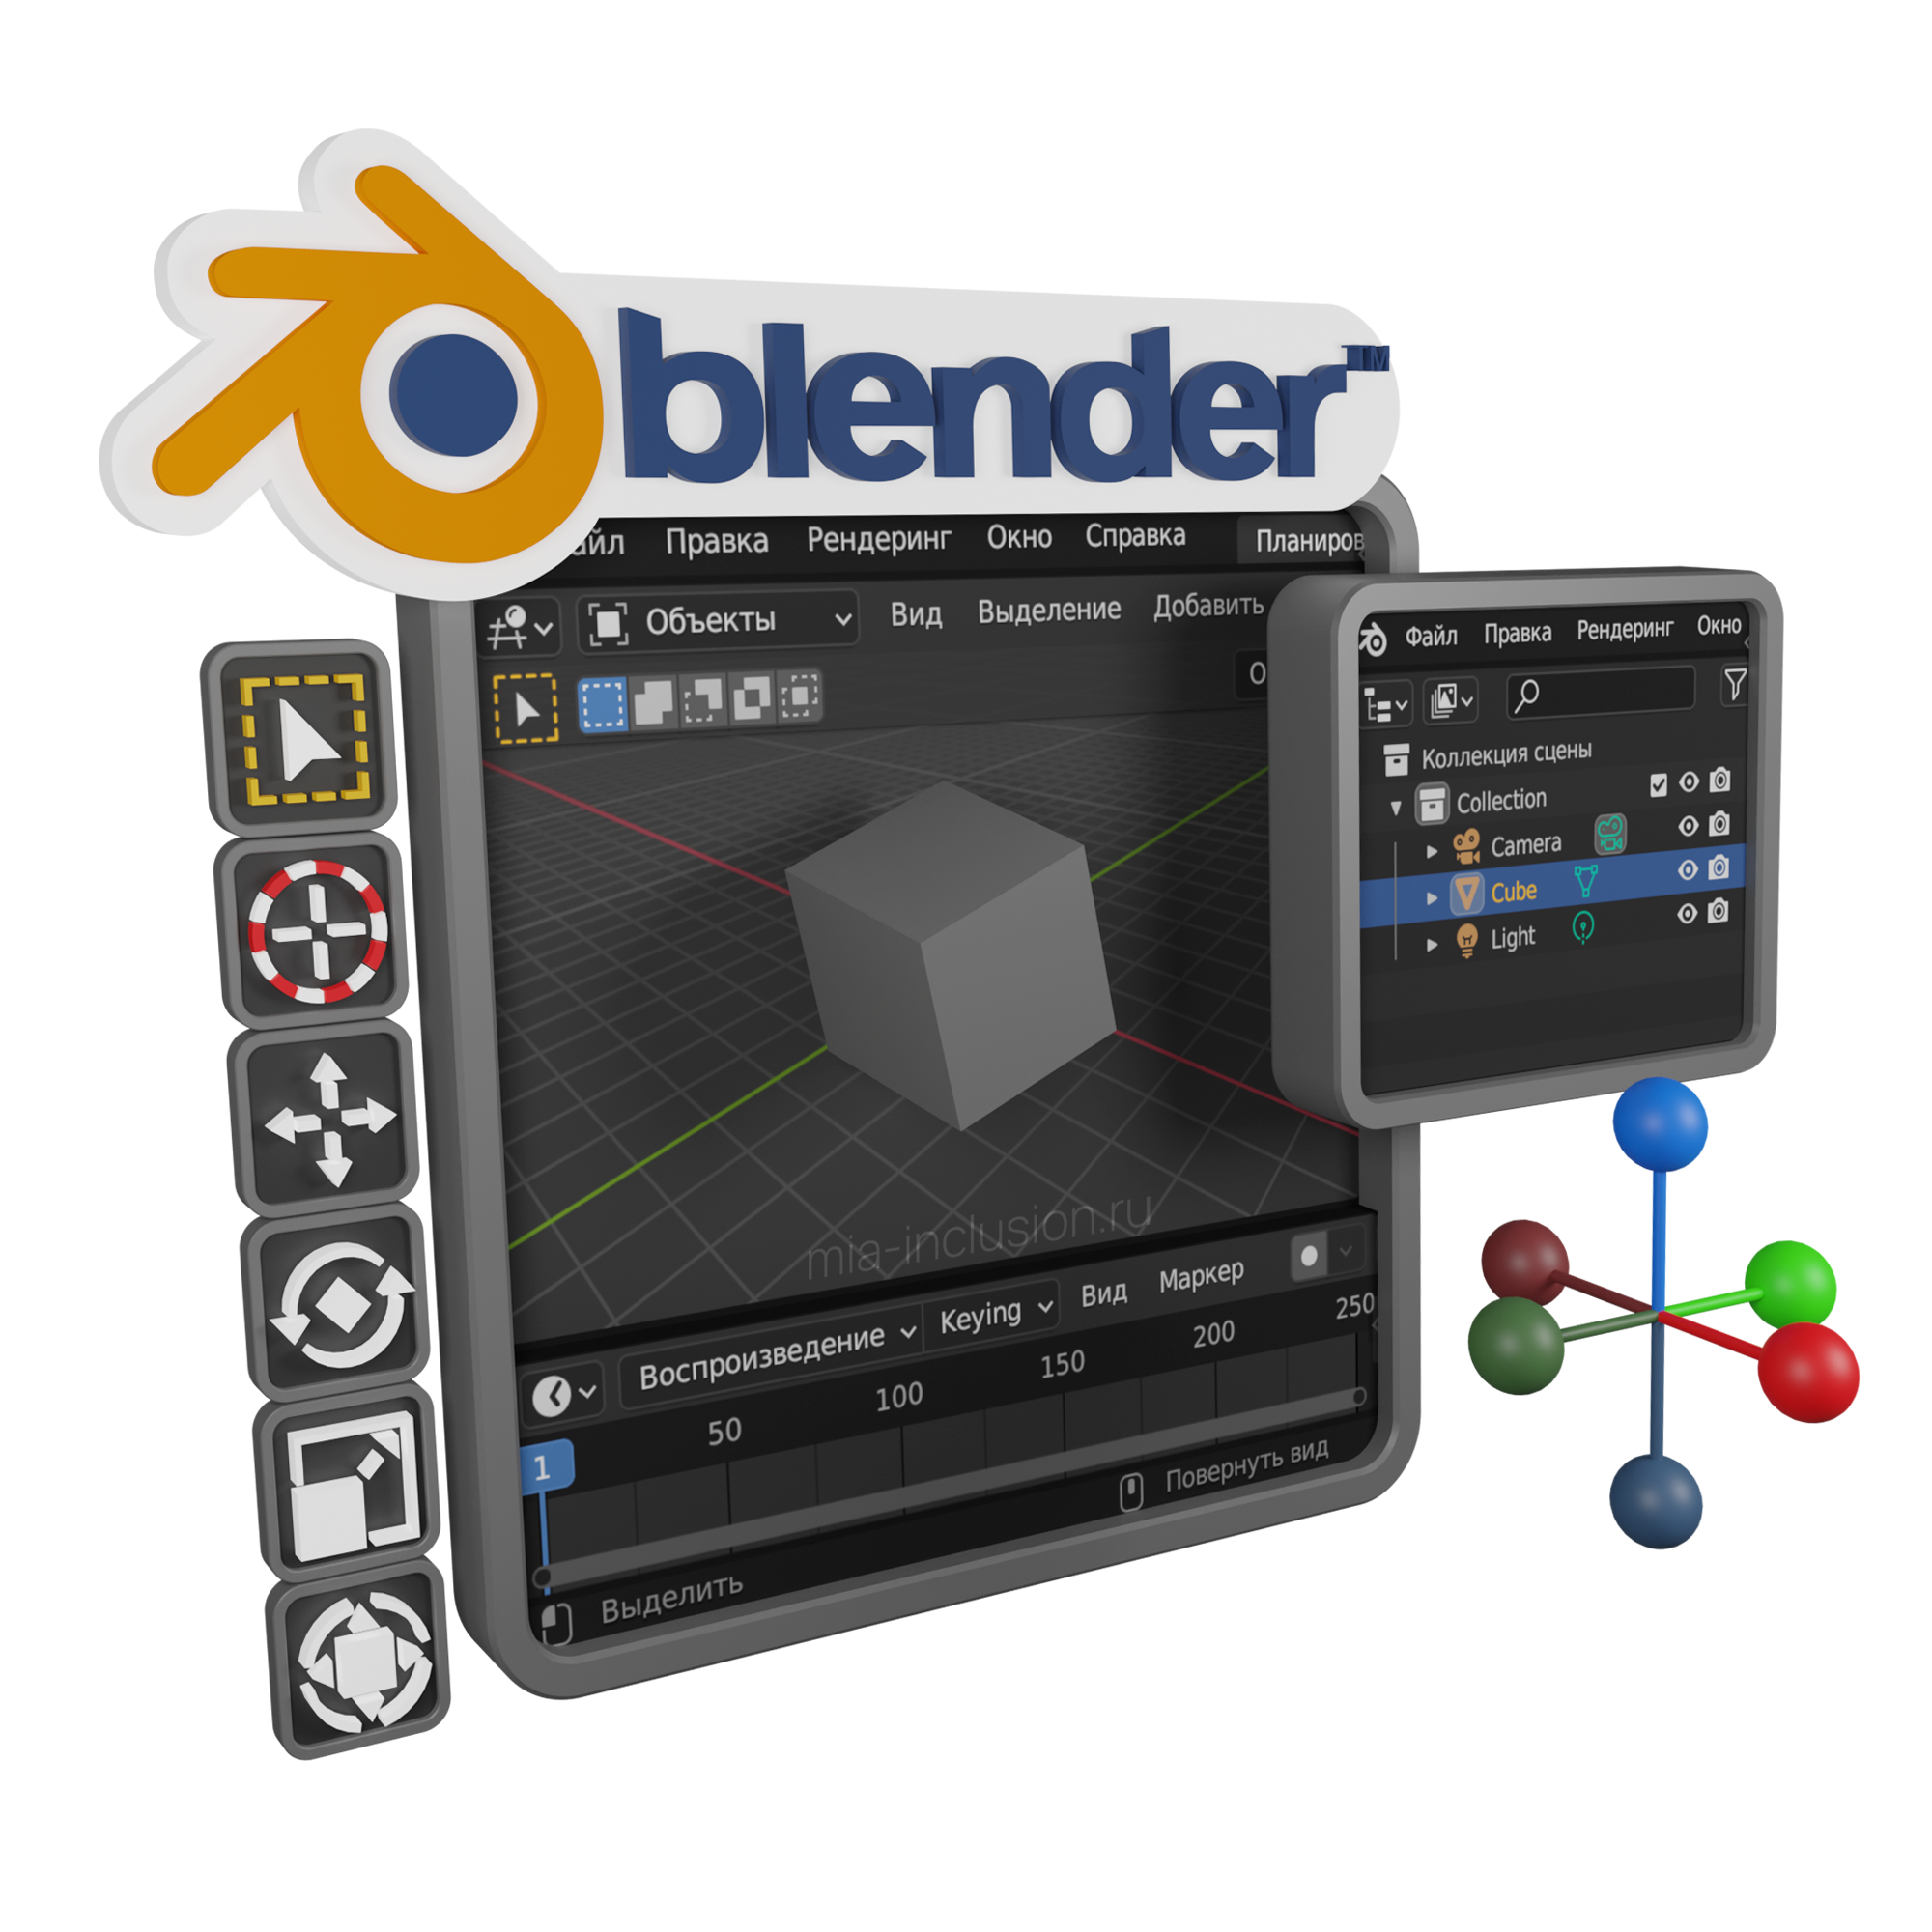 blender™
айл Правка Рендеринг Окно Справка Планиров
Объекты Вид Выделение Добавить
О
mia-inclusion.ru
Воспроизведение Keying Вид Маркер
1 50 100 150 200 250
Выделить Повернуть вид
Файл Правка Рендеринг Окно
Коллекция сцены
Collection
Camera
Cube
Light